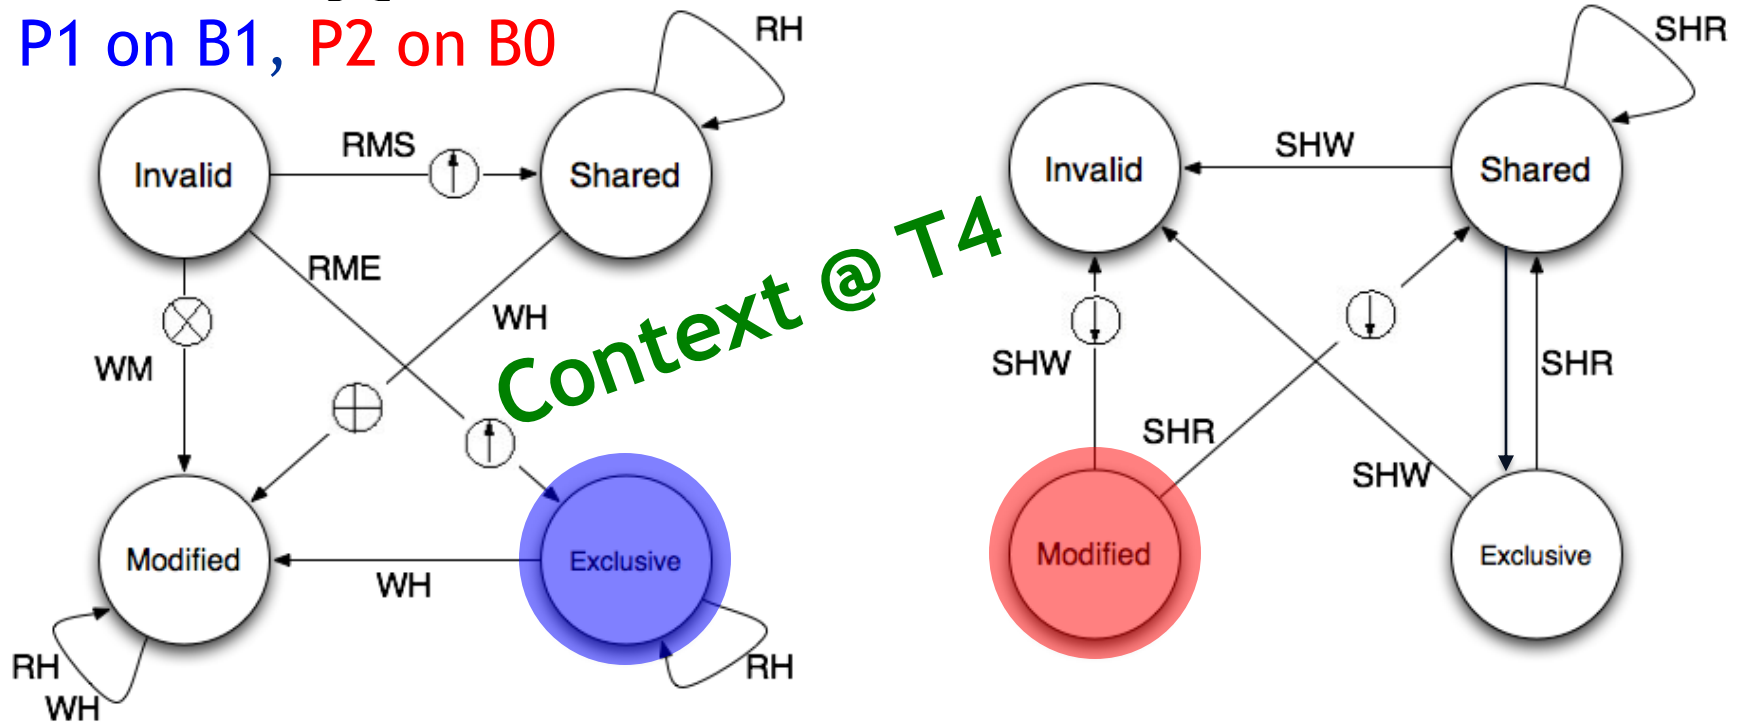 P1 on B1, P2 on B0
RH
SHR
Invalid
RMS
Shared
Invalid
SHW
Shared
RME
WH
WM
Context @ T4
SHW
SHR
SHR
SHW
Modified
WH
Exclusive
RH
WH
RH
Modified
Exclusive